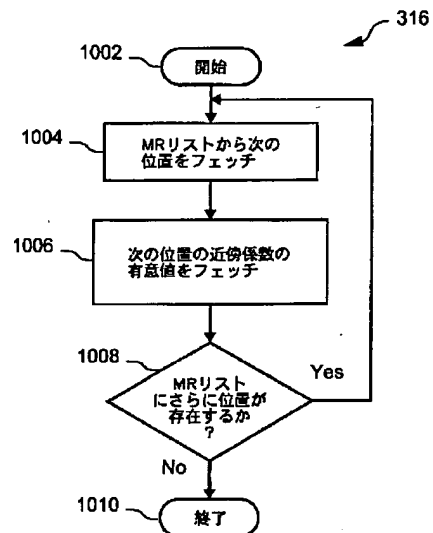 316
1002
開始
1004
MRリストから次の
位置をフェッチ
1006
次の位置の近傍係数の
有意値をフェッチ
1008
MRリスト
にさらに位置が
存在するか
?
Yes
No
1010
終了